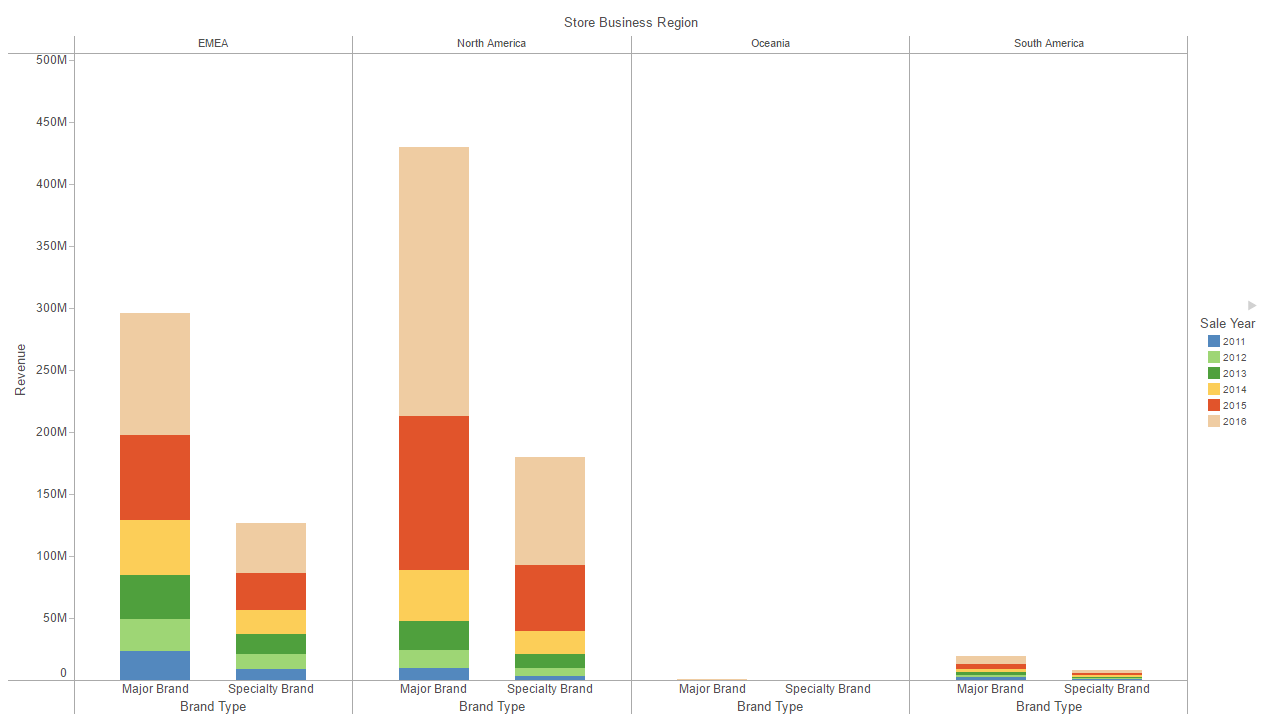 Store Business Region
EMEA North America Oceania South America
500M
450M
400M
350M
300M
250M
200M
150M
100M
50M
0
Revenue
Major Brand Specialty Brand Major Brand Specialty Brand Major Brand Specialty Brand Major Brand Specialty Brand
Brand Type Brand Type Brand Type Brand Type
Sale Year
2011
2012
2013
2014
2015
2016